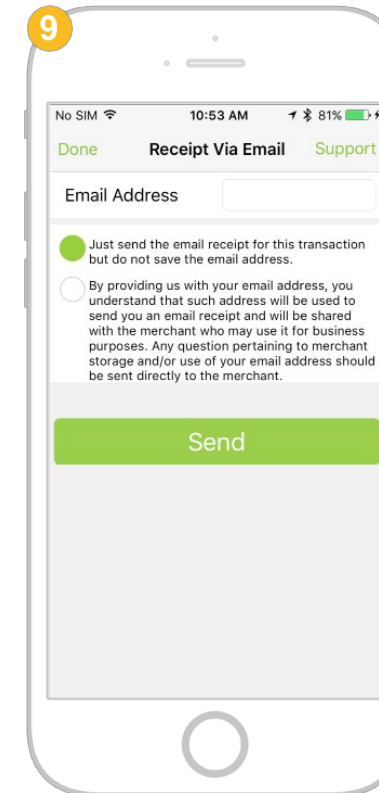 9
No SIM 10:53 AM 81%
Done Receipt Via Email Support
Email Address
Just send the email receipt for this transaction
but do not save the email address.
By providing us with your email address, you
understand that such address will be used to
send you an email receipt and will be shared
with the merchant who may use it for business
purposes. Any question pertaining to merchant
storage and/or use of your email address should
be sent directly to the merchant.
Send